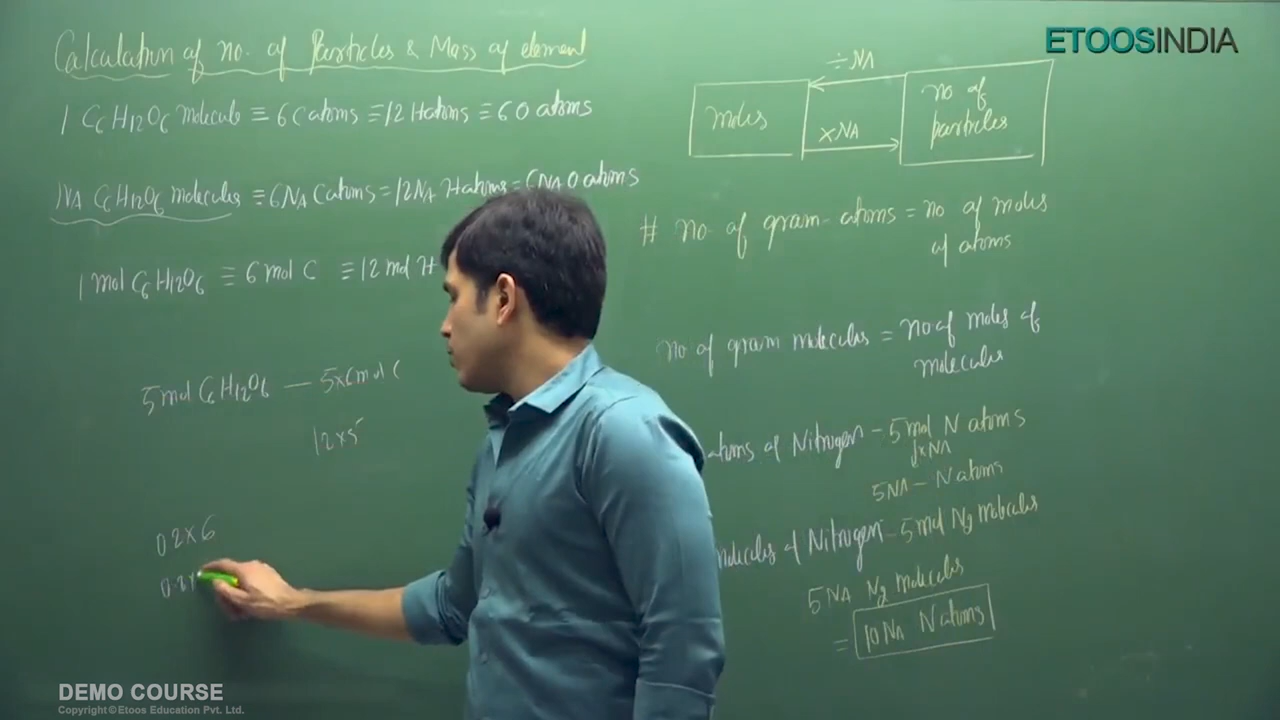 Calculation of no. of Particles & Mass of element
1 C6H12O6 molecule ≡ 6 C atoms ≡ 12 H atoms ≡ 6 O atoms
1NA C6H12O6 molecules ≡ 6NA C atoms = 12NA H atoms = 6NA O atoms
1 mol C6H12O6 ≡ 6 mol C ≡ 12 mol H
5 mol C6H12O6 — 5×6 mol C
12×5
0.2×6
0.2×
ETOOSINDIA
÷NA
moles
×NA
no of
particles
# no. of gram-atoms = no of moles
of atoms
no of gram molecules = no of moles of
molecules
atoms of Nitrogen - 5 mol N atoms
↓×NA
5NA - N atoms
molecules of Nitrogen - 5 mol N2 molecules
5NA N2 molecules
= 10NA N atoms
DEMO COURSE
Copyright © Etoos Education Pvt. Ltd.